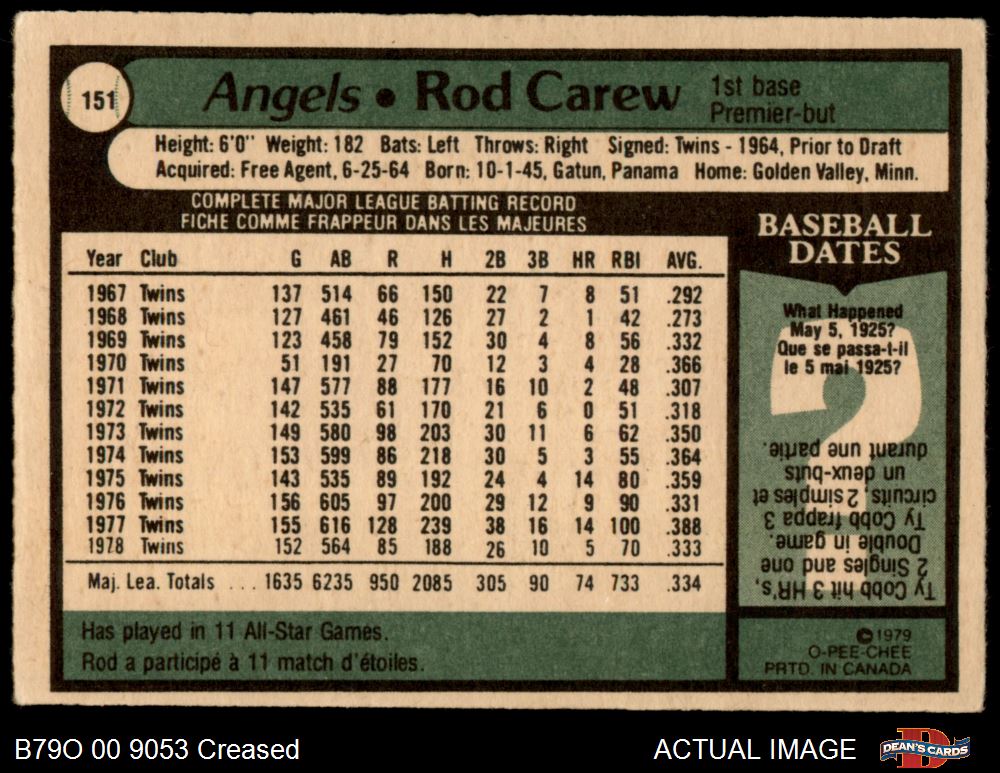 151
Angels • Rod Carew
1st base
Premier-but
Height: 6'0" Weight: 182 Bats: Left Throws: Right Signed: Twins - 1964, Prior to Draft
Acquired: Free Agent, 6-25-64 Born: 10-1-45, Gatun, Panama Home: Golden Valley, Minn.
COMPLETE MAJOR LEAGUE BATTING RECORD
FICHE COMME FRAPPEUR DANS LES MAJEURES
Year Club G AB R H 2B 3B HR RBI AVG.
1967 Twins 137 514 66 150 22 7 8 51 .292
1968 Twins 127 461 46 126 27 2 1 42 .273
1969 Twins 123 458 79 152 30 4 8 56 .332
1970 Twins 51 191 27 70 12 3 4 28 .366
1971 Twins 147 577 88 177 16 10 2 48 .307
1972 Twins 142 535 61 170 21 6 0 51 .318
1973 Twins 149 580 98 203 30 11 6 62 .350
1974 Twins 153 599 86 218 30 5 3 55 .364
1975 Twins 143 535 89 192 24 4 14 80 .359
1976 Twins 156 605 97 200 29 12 9 90 .331
1977 Twins 155 616 128 239 38 16 14 100 .388
1978 Twins 152 564 85 188 26 10 5 70 .333
Maj. Lea. Totals ... 1635 6235 950 2085 305 90 74 733 .334
Has played in 11 All-Star Games.
Rod a participé à 11 match d'étoiles.
BASEBALL
DATES
What Happened
May 5, 1925?
Que se passa-t-il
le 5 mai 1925?
Ty Cobb hit 3 HR's,
2 Singles and one
Double in game.
Ty Cobb frappa 3
circuits, 2 simples et
un deux-buts
durant une partie.
©1979
O-PEE-CHEE
PRTD. IN CANADA
B79O 00 9053 Creased
ACTUAL IMAGE
DEAN'S CARDS